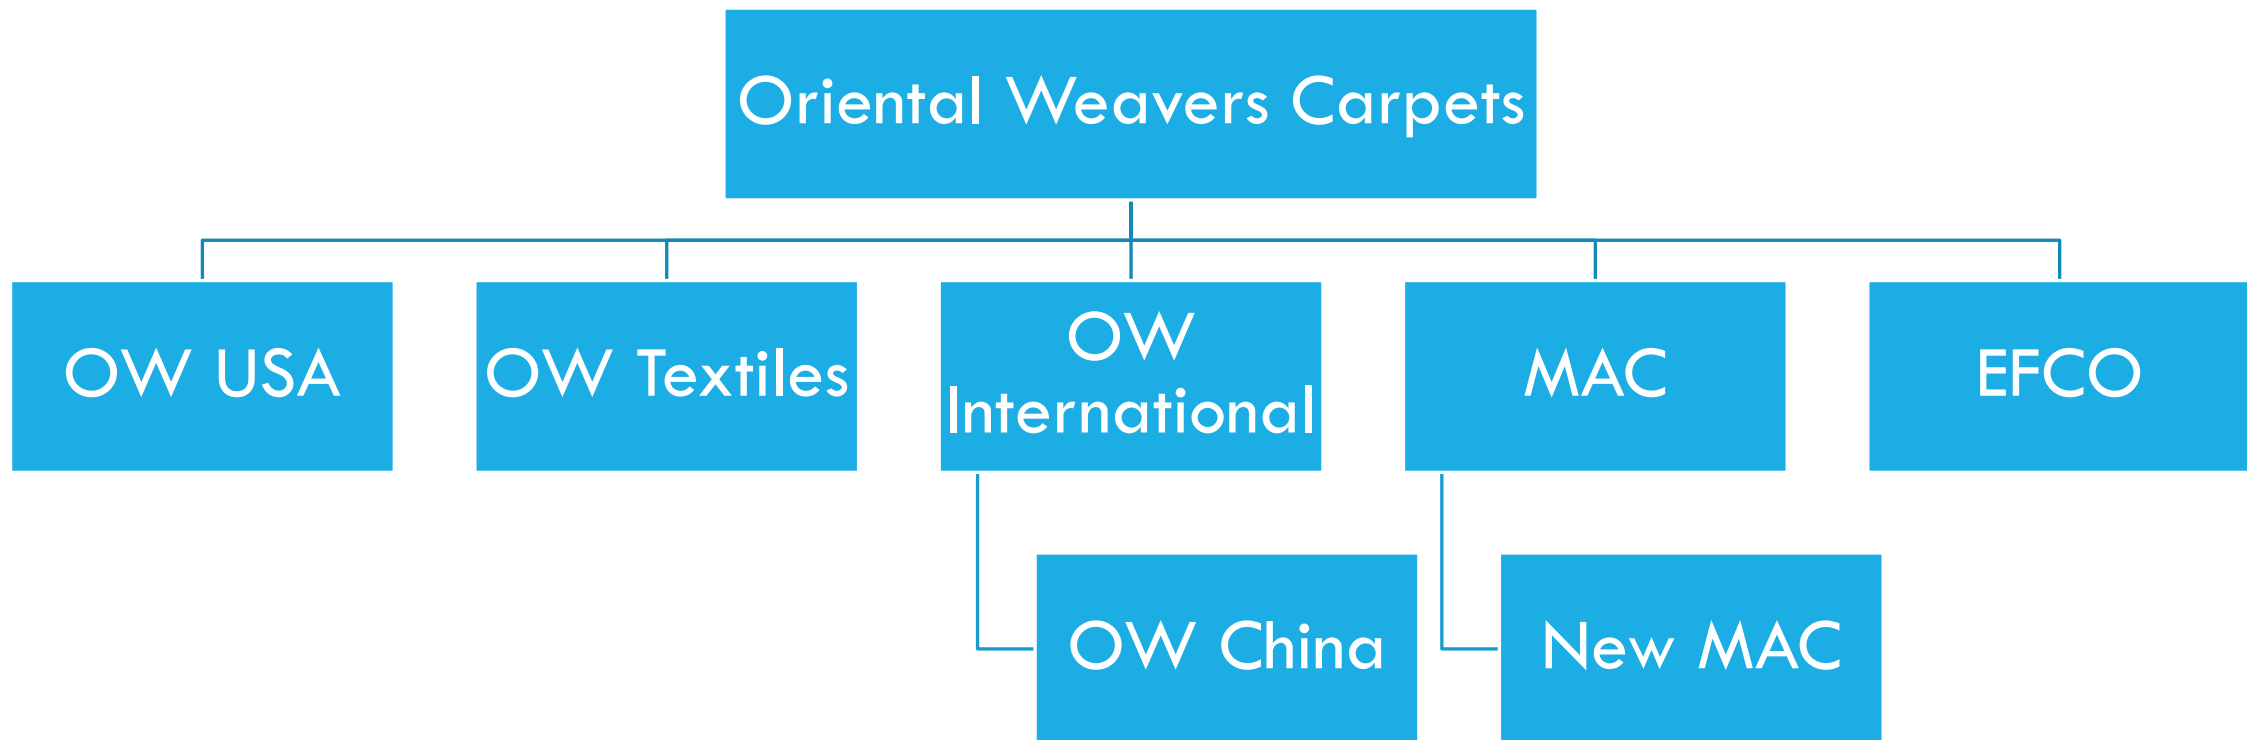 Oriental Weavers Carpets
OW USA
OW Textiles
OW
International
MAC
EFCO
OW China
New MAC